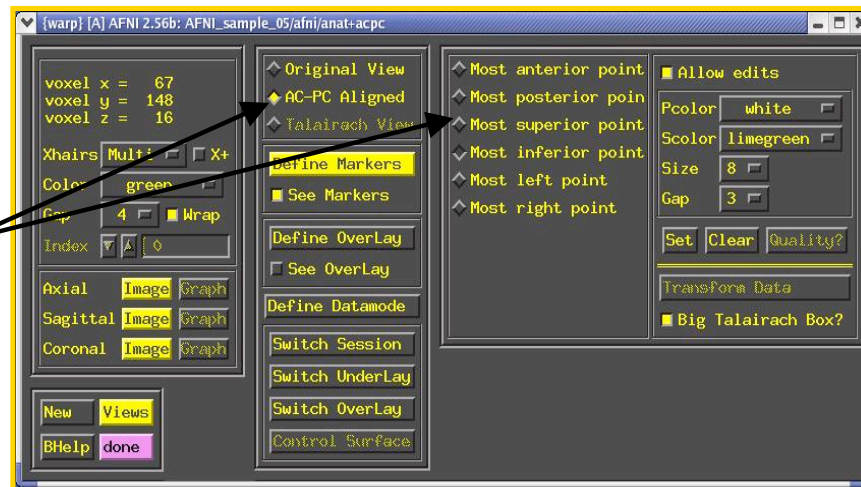 {warp} [A] AFNI 2.56b: AFNI_sample_05/afni/anat+acpc
voxel x = 67
voxel y = 148
voxel z = 16
Xhairs Multi X+
Color green
Gap 4 Wrap
Index 0
Axial Image Graph
Sagittal Image Graph
Coronal Image Graph
New Views
BHelp done
Original View
AC-PC Aligned
Talairach View
Define Markers
See Markers
Define OverLay
See OverLay
Define Datamode
Switch Session
Switch UnderLay
Switch OverLay
Control Surface
Most anterior point
Most posterior poin
Most superior point
Most inferior point
Most left point
Most right point
Allow edits
Pcolor white
Scolor limegreen
Size 8
Gap 3
Set Clear Quality?
Transform Data
Big Talairach Box?